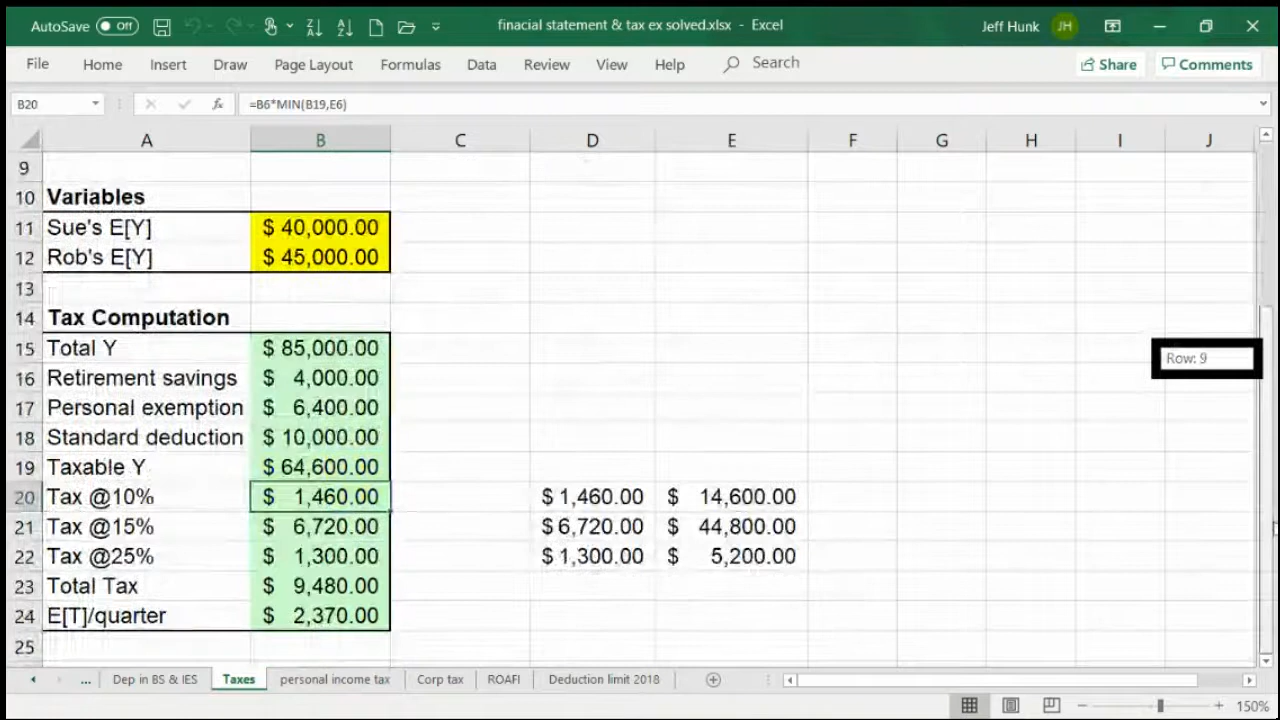 AutoSave Off finacial statement & tax ex solved.xlsx - Excel Jeff Hunk JH
File Home Insert Draw Page Layout Formulas Data Review View Help Search Share Comments
B20 fx =B6*MIN(B19,E6)
A B C D E F G H I J
9
10 Variables
11 Sue's E[Y] $ 40,000.00
12 Rob's E[Y] $ 45,000.00
13
14 Tax Computation
15 Total Y $ 85,000.00
Row: 9
16 Retirement savings $ 4,000.00
17 Personal exemption $ 6,400.00
18 Standard deduction $ 10,000.00
19 Taxable Y $ 64,600.00
20 Tax @10% $ 1,460.00 $ 1,460.00 $ 14,600.00
21 Tax @15% $ 6,720.00 $ 6,720.00 $ 44,800.00
22 Tax @25% $ 1,300.00 $ 1,300.00 $ 5,200.00
23 Total Tax $ 9,480.00
24 E[T]/quarter $ 2,370.00
25
... Dep in BS & IES Taxes personal income tax Corp tax ROAFI Deduction limit 2018
150%